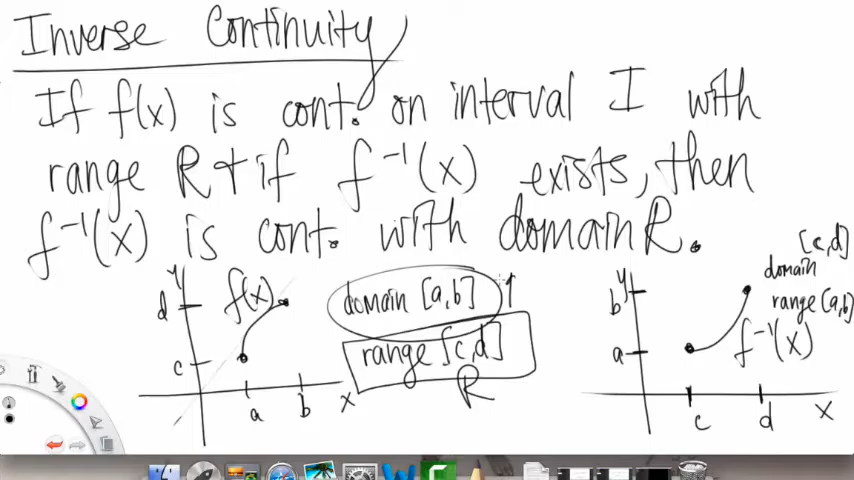 Inverse Continuity
If f(x) is cont. on interval I with
range R + if f⁻¹(x) exists, then
f⁻¹(x) is cont. with domain R.
y
d
c
f(x)
a
b
x
domain [a,b] I
range [c,d]
R
y
b
a
f⁻¹(x)
c
d
x
[c,d]
domain
range [a,b]